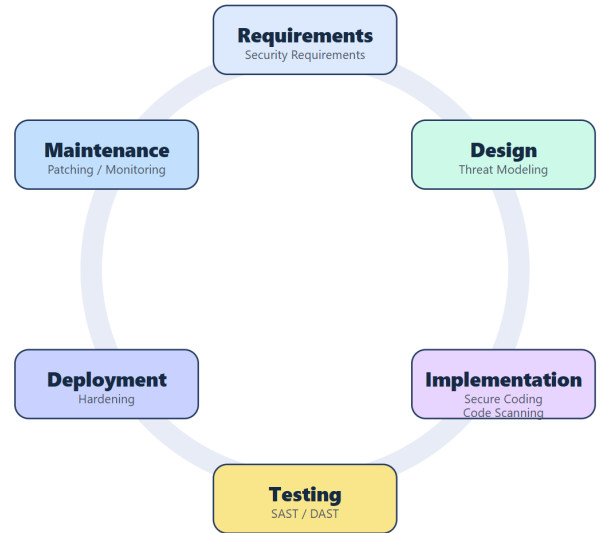 Requirements
Security Requirements
Maintenance
Patching / Monitoring
Design
Threat Modeling
Deployment
Hardening
Implementation
Secure Coding
Code Scanning
Testing
SAST / DAST